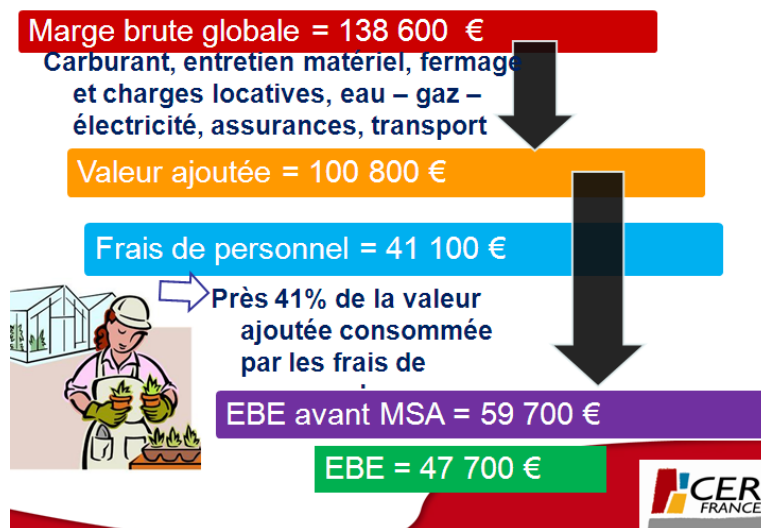 Marge brute globale = 138 600 €
Carburant, entretien matériel, fermage
et charges locatives, eau – gaz –
électricité, assurances, transport
Valeur ajoutée = 100 800 €
Frais de personnel = 41 100 €
Près 41% de la valeur
ajoutée consommée
par les frais de
EBE avant MSA = 59 700 €
EBE = 47 700 €
CER
FRANCE